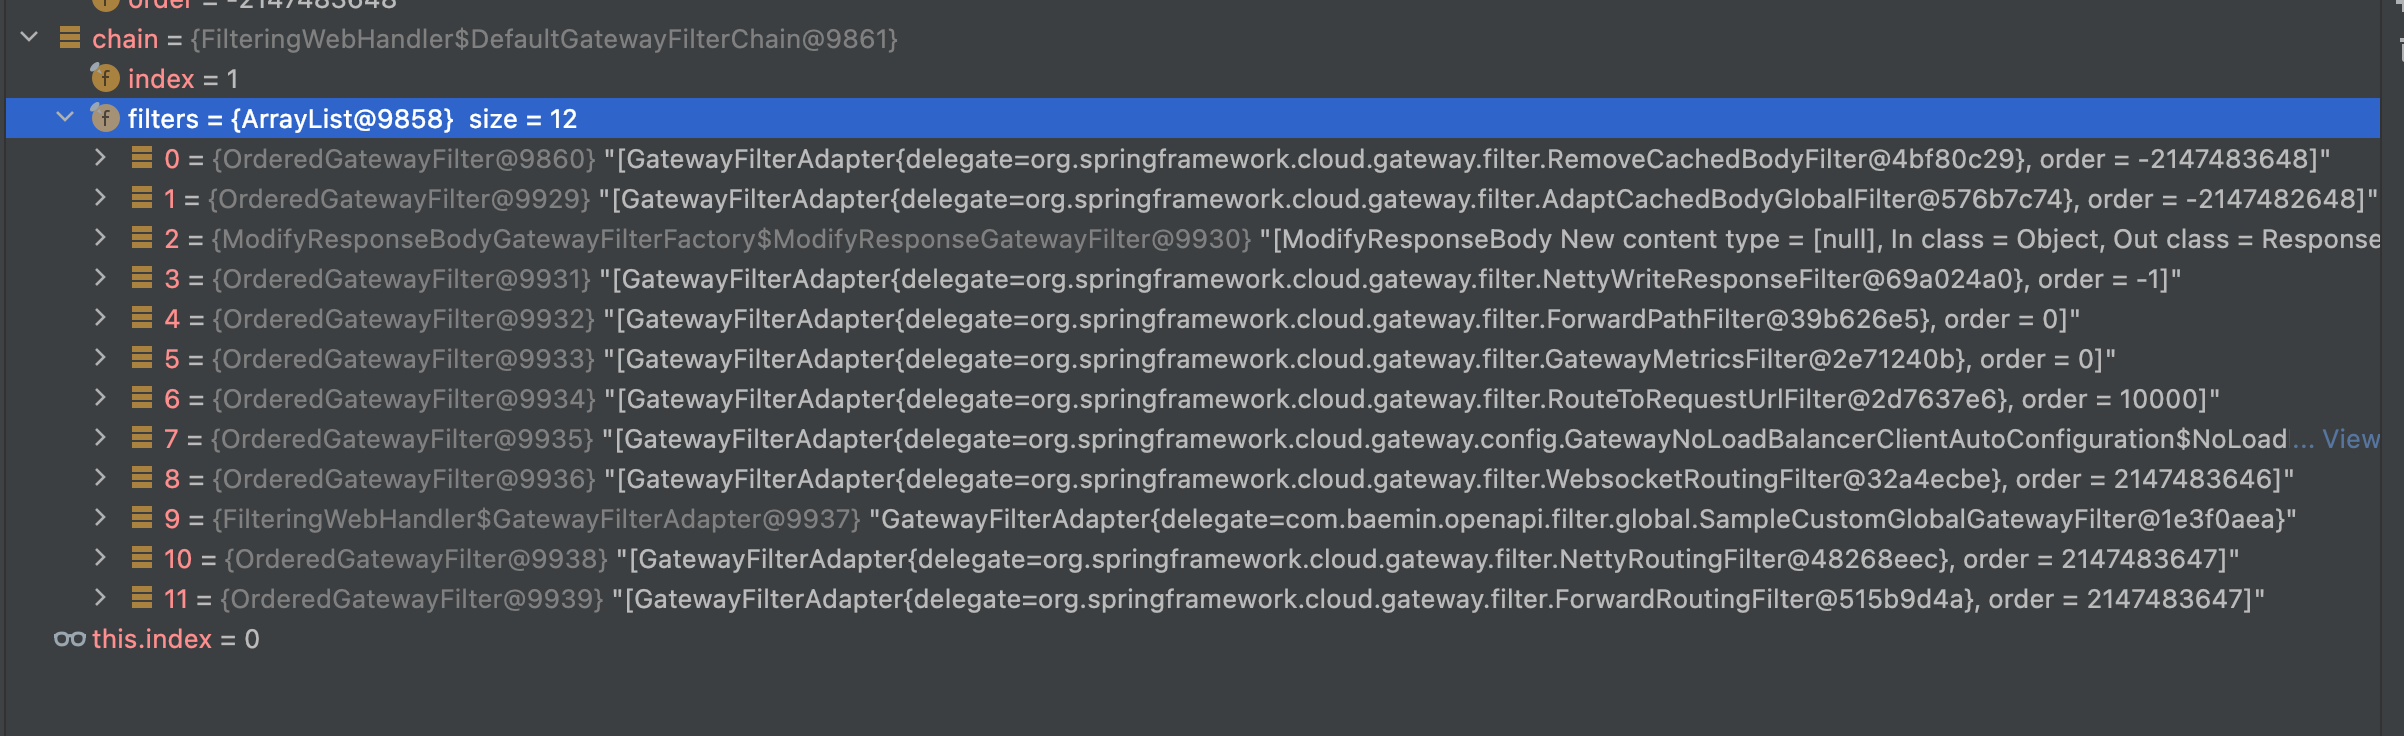 order = -2147483648
chain = {FilteringWebHandler$DefaultGatewayFilterChain@9861}
f index = 1
f filters = {ArrayList@9858} size = 12
0 = {OrderedGatewayFilter@9860} "[GatewayFilterAdapter{delegate=org.springframework.cloud.gateway.filter.RemoveCachedBodyFilter@4bf80c29}, order = -2147483648]"
1 = {OrderedGatewayFilter@9929} "[GatewayFilterAdapter{delegate=org.springframework.cloud.gateway.filter.AdaptCachedBodyGlobalFilter@576b7c74}, order = -2147482648]"
2 = {ModifyResponseBodyGatewayFilterFactory$ModifyResponseGatewayFilter@9930} "[ModifyResponseBody New content type = [null], In class = Object, Out class = Response
3 = {OrderedGatewayFilter@9931} "[GatewayFilterAdapter{delegate=org.springframework.cloud.gateway.filter.NettyWriteResponseFilter@69a024a0}, order = -1]"
4 = {OrderedGatewayFilter@9932} "[GatewayFilterAdapter{delegate=org.springframework.cloud.gateway.filter.ForwardPathFilter@39b626e5}, order = 0]"
5 = {OrderedGatewayFilter@9933} "[GatewayFilterAdapter{delegate=org.springframework.cloud.gateway.filter.GatewayMetricsFilter@2e71240b}, order = 0]"
6 = {OrderedGatewayFilter@9934} "[GatewayFilterAdapter{delegate=org.springframework.cloud.gateway.filter.RouteToRequestUrlFilter@2d7637e6}, order = 10000]"
7 = {OrderedGatewayFilter@9935} "[GatewayFilterAdapter{delegate=org.springframework.cloud.gateway.config.GatewayNoLoadBalancerClientAutoConfiguration$NoLoad ... View
8 = {OrderedGatewayFilter@9936} "[GatewayFilterAdapter{delegate=org.springframework.cloud.gateway.filter.WebsocketRoutingFilter@32a4ecbe}, order = 2147483646]"
9 = {FilteringWebHandler$GatewayFilterAdapter@9937} "GatewayFilterAdapter{delegate=com.baemin.openapi.filter.global.SampleCustomGlobalGatewayFilter@1e3f0aea}"
10 = {OrderedGatewayFilter@9938} "[GatewayFilterAdapter{delegate=org.springframework.cloud.gateway.filter.NettyRoutingFilter@48268eec}, order = 2147483647]"
11 = {OrderedGatewayFilter@9939} "[GatewayFilterAdapter{delegate=org.springframework.cloud.gateway.filter.ForwardRoutingFilter@515b9d4a}, order = 2147483647]"
this.index = 0